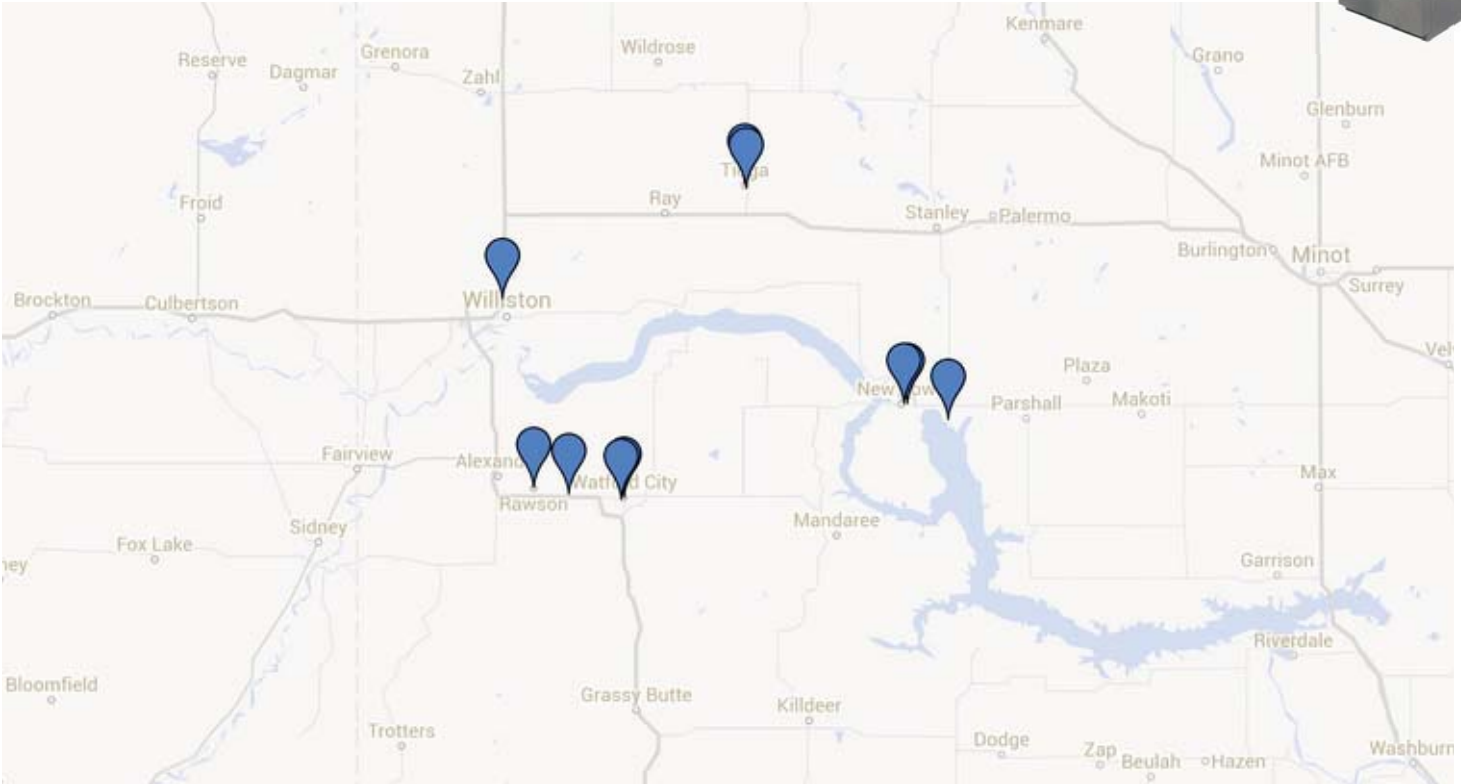 Kenmare
Wildrose
Grenora
Reserve
Dagmar
Zahl
Grano
Glenburn
Minot AFB
Ray
Froid
Stanley
Palermo
Burlington
Minot
Surrey
Williston
Brockton
Culbertson
Plaza
New
Parshall
Makoti
Fairview
Max
City
Rawson
Mandaree
Sidney
Fox Lake
Garrison
Riverdale
Bloomfield
Grassy Butte
Killdeer
Trotters
Dodge
Zap
Beulah
Hazen
Washburn